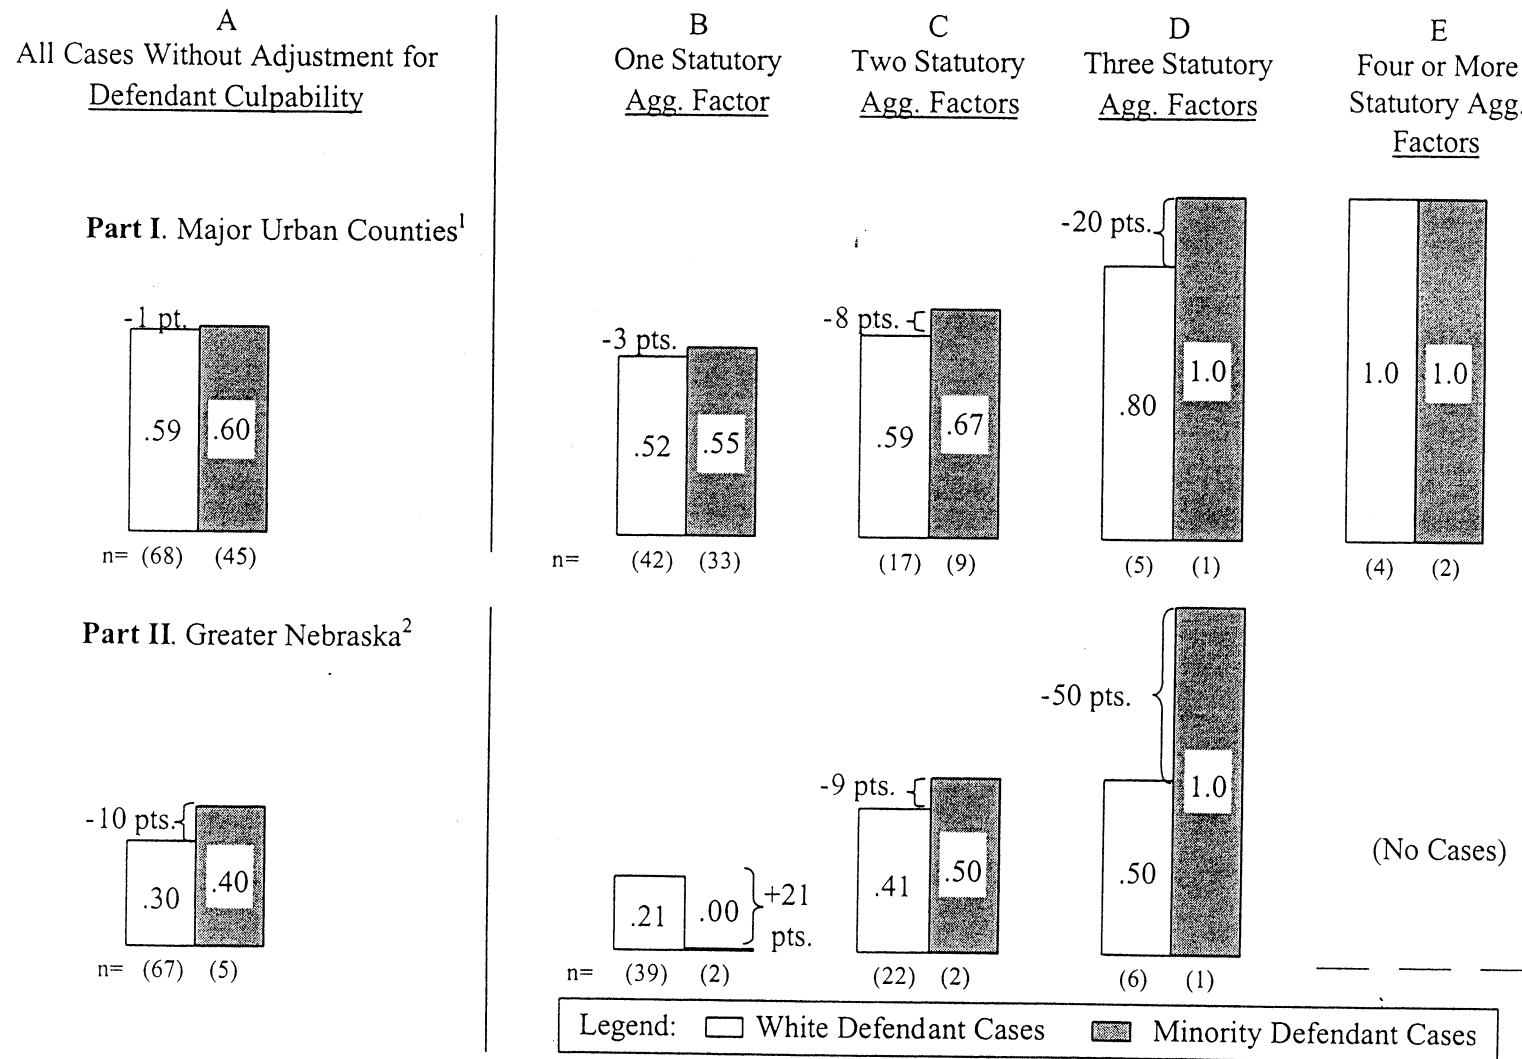 A
All Cases Without Adjustment for
Defendant Culpability
B
One Statutory
Agg. Factor
C
Two Statutory
Agg. Factors
D
Three Statutory
Agg. Factors
E
Four or More
Statutory Agg.
Factors
Part I. Major Urban Counties1
-1 pt.
.59 .60
n= (68) (45)
-3 pts.
.52 .55
n= (42) (33)
-8 pts.
.59 .67
(17) (9)
-20 pts.
.80 1.0
(5) (1)
1.0 1.0
(4) (2)
Part II. Greater Nebraska2
-10 pts.
.30 .40
n= (67) (5)
.21 .00
+21
pts.
n= (39) (2)
-9 pts.
.41 .50
(22) (2)
-50 pts.
.50 1.0
(6) (1)
(No Cases)
Legend: White Defendant Cases Minority Defendant Cases